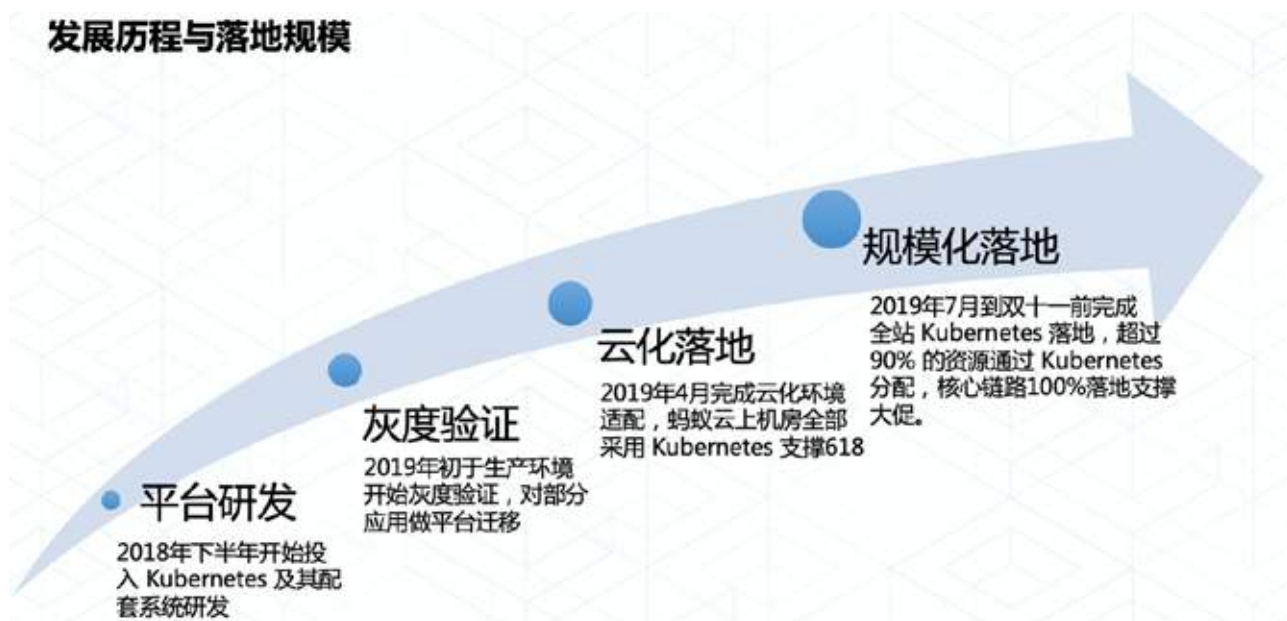 发展历程与落地规模
平台研发
2018年下半年开始投
入 Kubernetes 及其配
套系统研发
灰度验证
2019年初于生产环境
开始灰度验证，对部分
应用做平台迁移
云化落地
2019年4月完成云化环境
适配，蚂蚁云上机房全部
采用 Kubernetes 支撑618
规模化落地
2019年7月到双十一前完成
全站 Kubernetes 落地，超过
90% 的资源通过 Kubernetes
分配，核心链路100%落地支撑
大促。